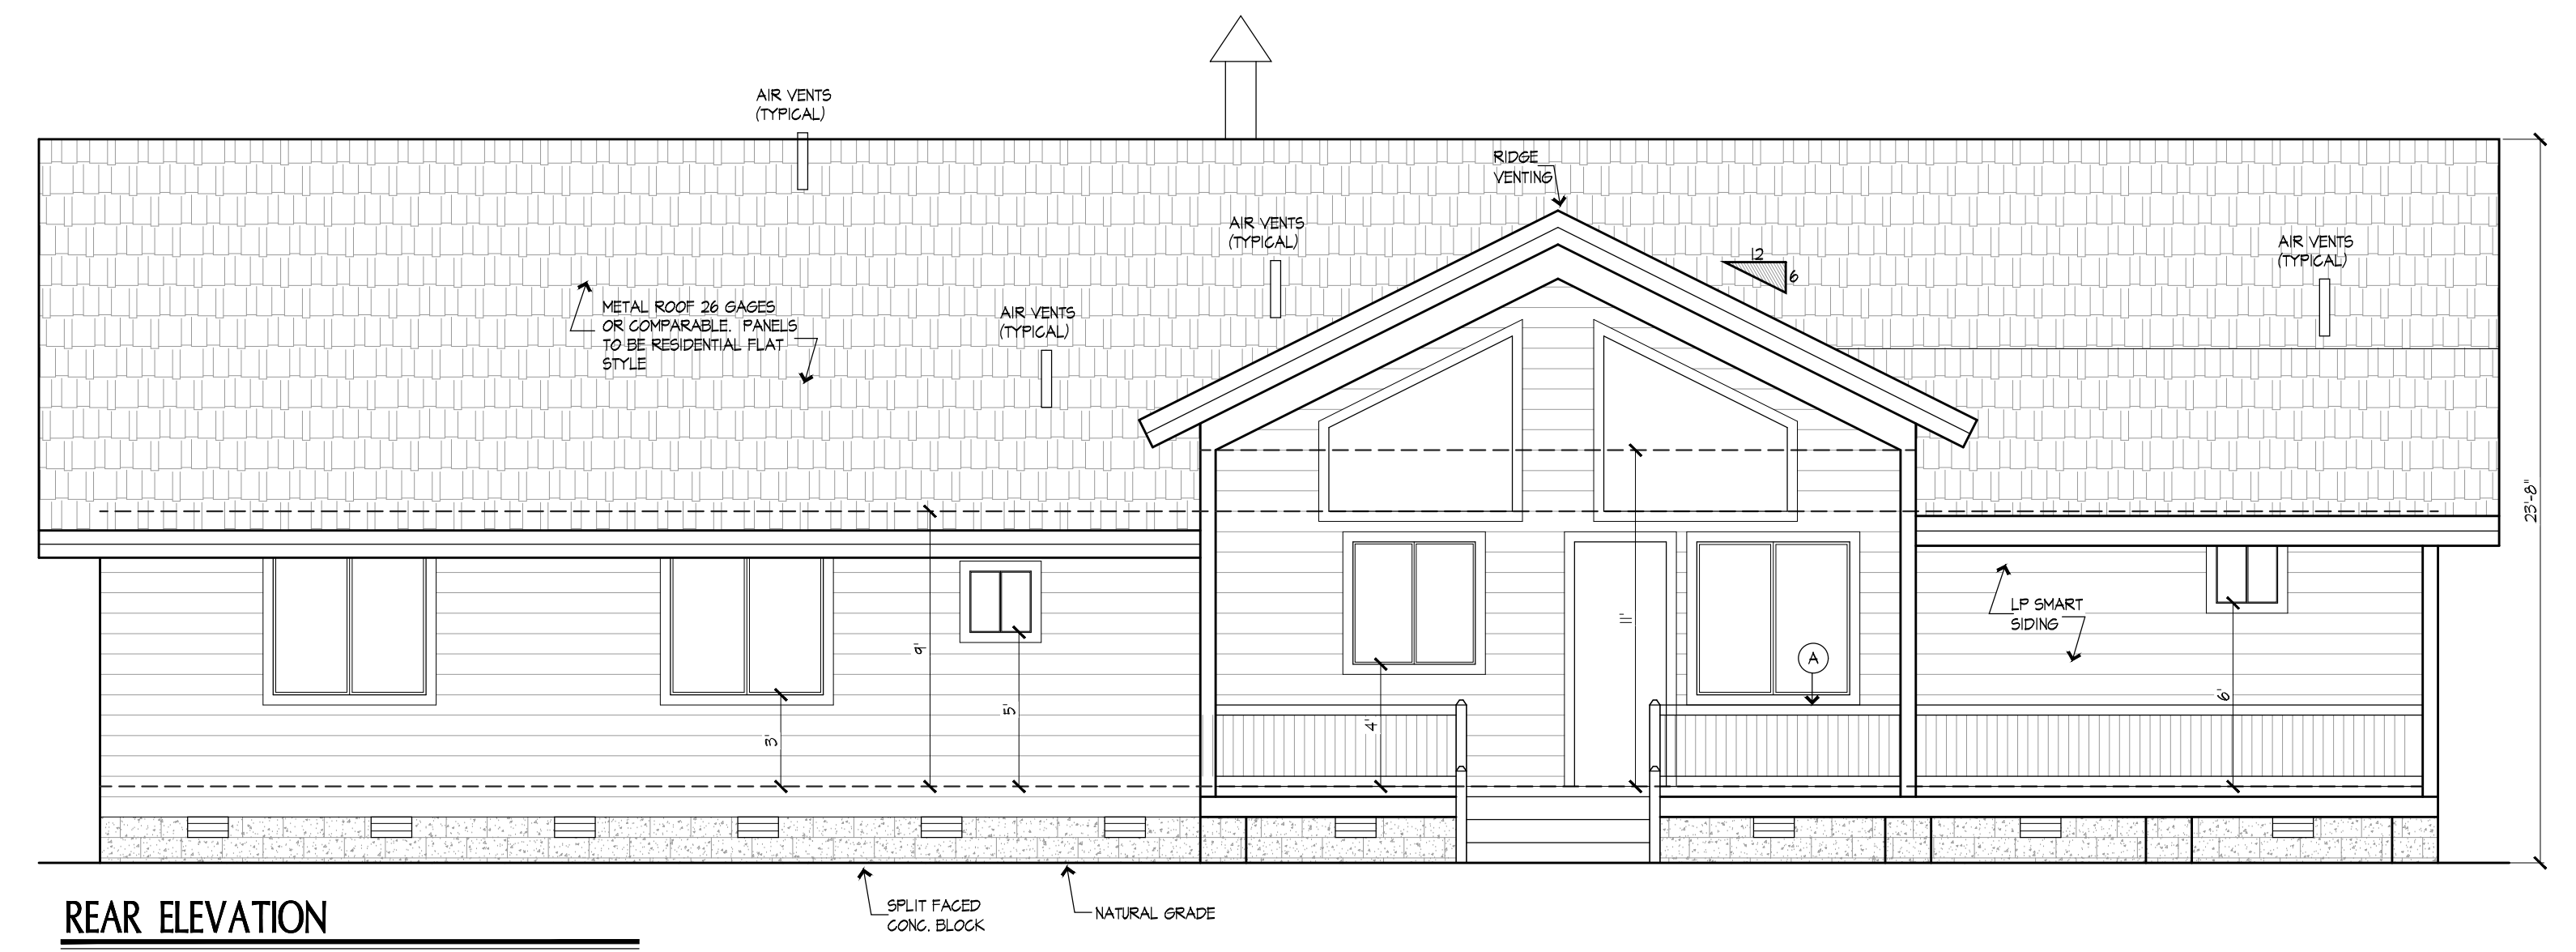 AIR VENTS
(TYPICAL)
RIDGE
VENTING
AIR VENTS
(TYPICAL)
12
6
AIR VENTS
(TYPICAL)
METAL ROOF 26 GAGES
OR COMPARABLE. PANELS
TO BE RESIDENTIAL FLAT
STYLE
AIR VENTS
(TYPICAL)
23'-8"
LP SMART
SIDING
9'
11'
A
3'
5'
4'
6'
SPLIT FACED
CONC. BLOCK
NATURAL GRADE
REAR ELEVATION